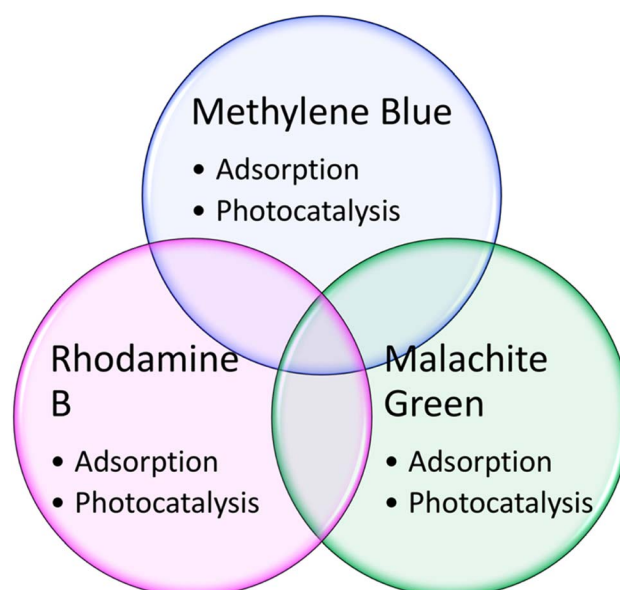 Methylene Blue
• Adsorption
• Photocatalysis
Rhodamine
B
• Adsorption
• Photocatalysis
Malachite
Green
• Adsorption
• Photocatalysis